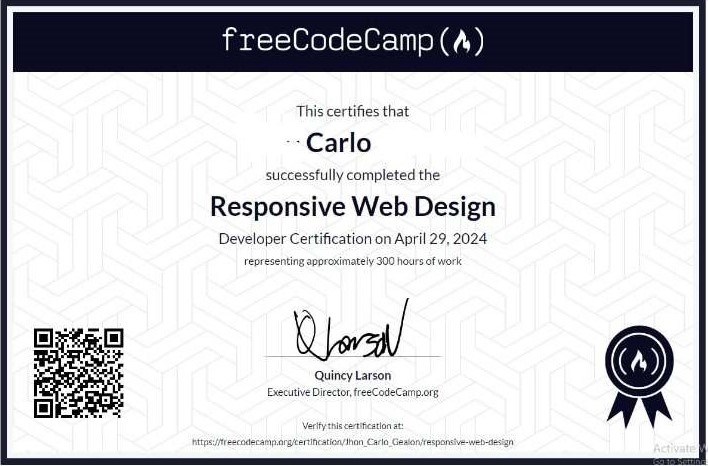 freeCodeCamp(🔥)
This certifies that
Carlo
successfully completed the
Responsive Web Design
Developer Certification on April 29, 2024
representing approximately 300 hours of work
Quincy Larson
Executive Director, freeCodeCamp.org
Verify this certification at:
https://freecodecamp.org/certification/Jhon_Carlo_Gealon/responsive-web-design
Activate W
Go to Setting